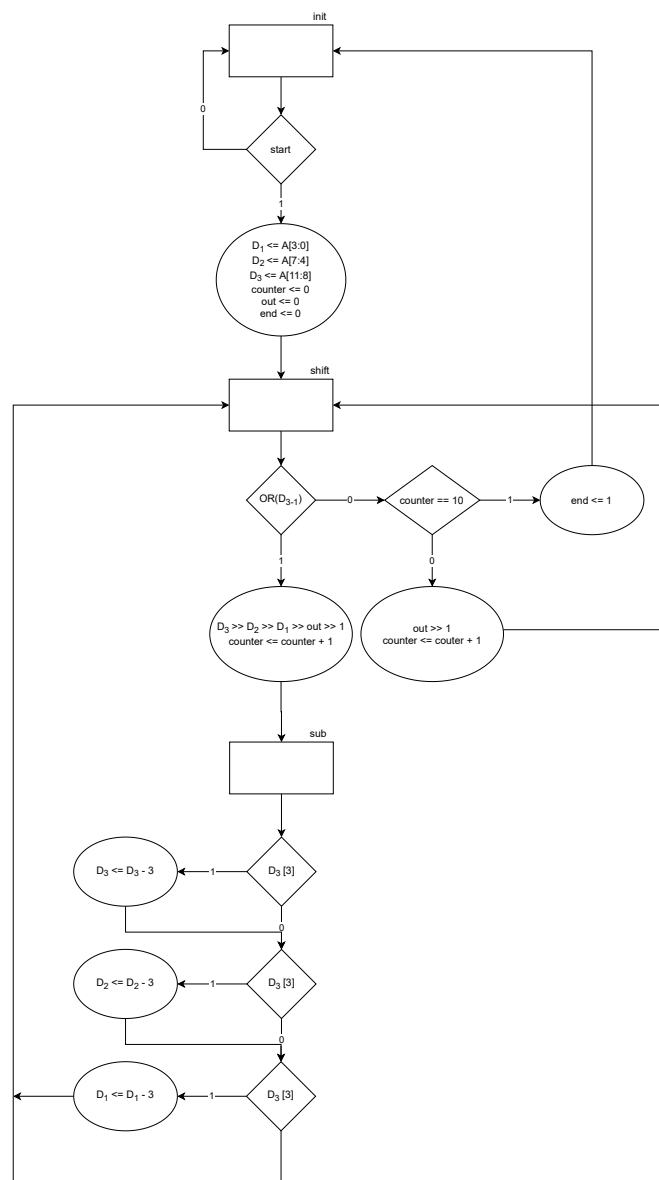 init
0
start
1
D₁ <= A[3:0]
D₂ <= A[7:4]
D₃ <= A[11:8]
counter <= 0
out <= 0
end <= 0
shift
OR(D₃₋₁)
0
counter == 10
1
end <= 1
1
0
D₃ >> D₂ >> D₁ >> out >> 1
counter <= counter + 1
out >> 1
counter <= couter + 1
sub
D₃ <= D₃ - 3
1
D₃ [3]
0
D₂ <= D₂ - 3
1
D₃ [3]
0
D₁ <= D₁ - 3
1
D₃ [3]